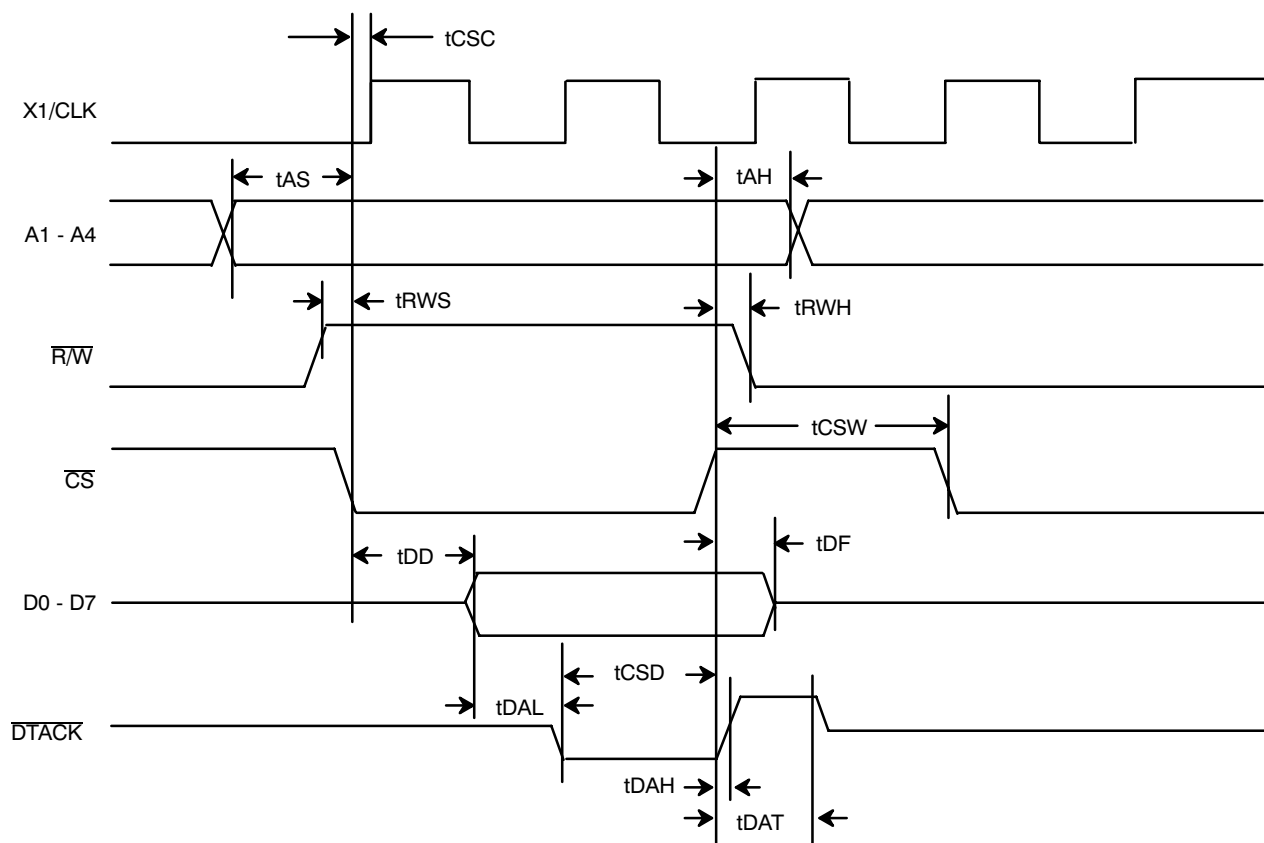 tCSC
X1/CLK
tAS
tAH
A1 - A4
tRWS
tRWH
R/W
tCSW
CS
tDD
tDF
D0 - D7
tCSD
tDAL
DTACK
tDAH
tDAT